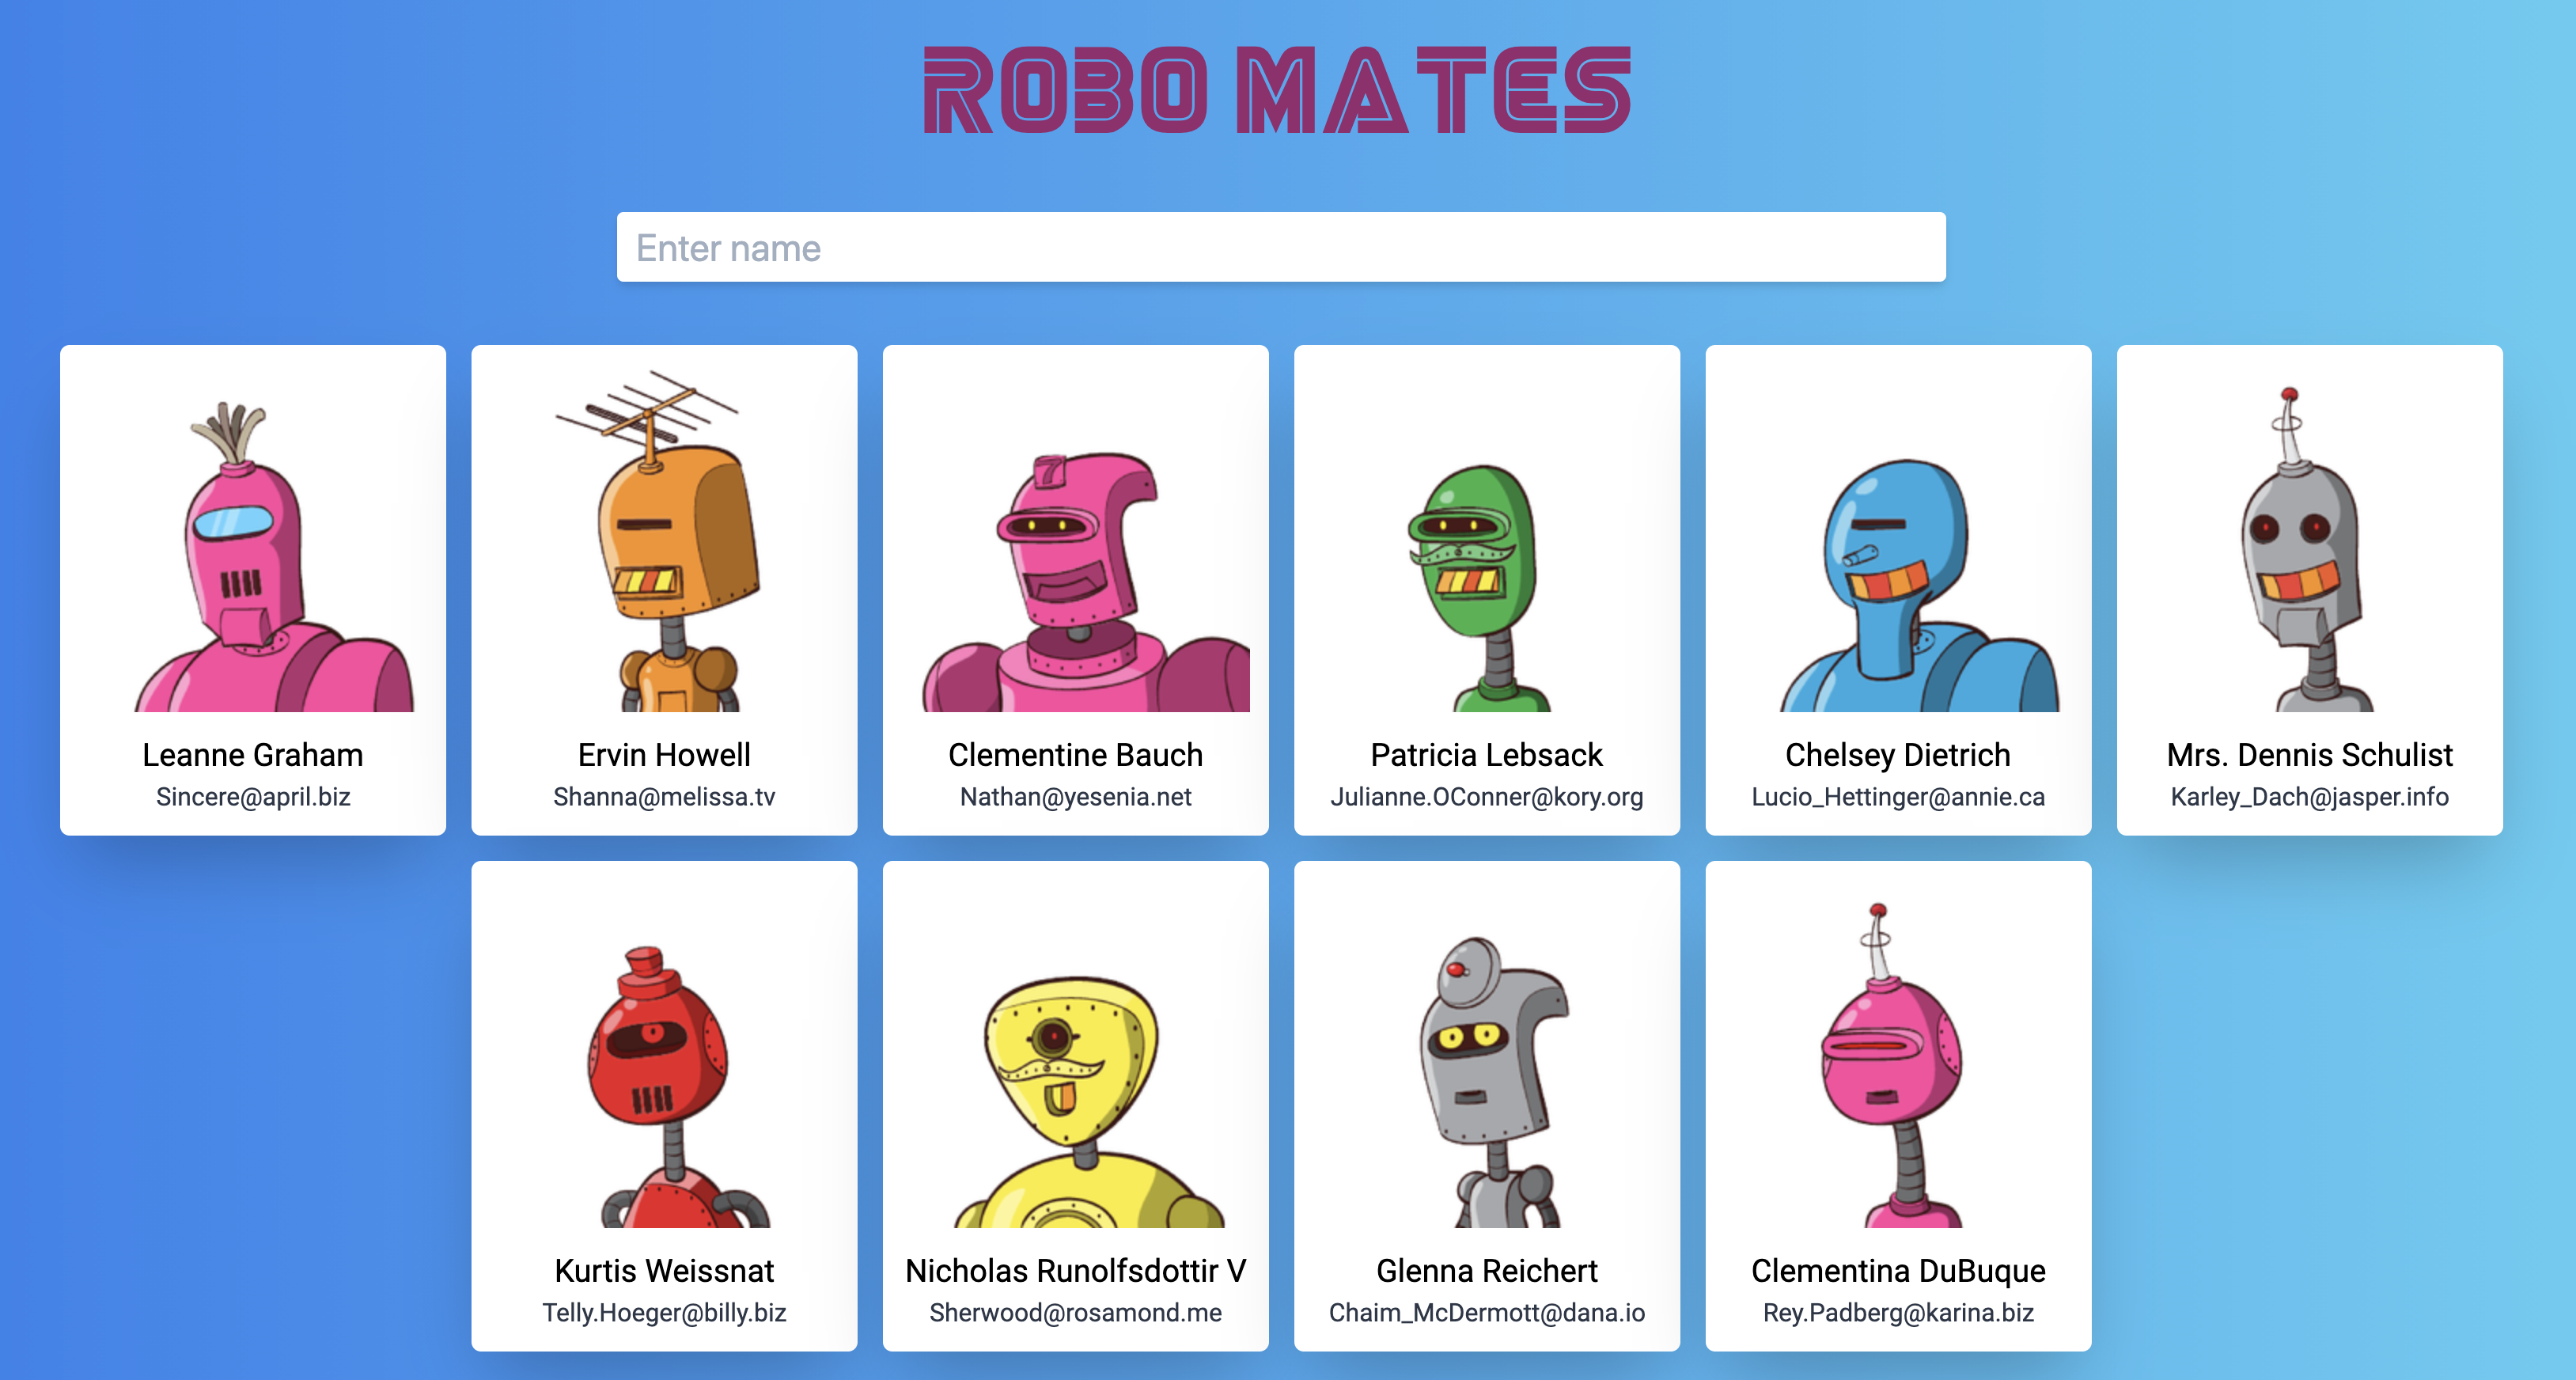 ROBO MATES
Enter name
7
Leanne Graham
Sincere@april.biz
Ervin Howell
Shanna@melissa.tv
Clementine Bauch
Nathan@yesenia.net
Patricia Lebsack
Julianne.OConner@kory.org
Chelsey Dietrich
Lucio_Hettinger@annie.ca
Mrs. Dennis Schulist
Karley_Dach@jasper.info
Kurtis Weissnat
Telly.Hoeger@billy.biz
Nicholas Runolfsdottir V
Sherwood@rosamond.me
Glenna Reichert
Chaim_McDermott@dana.io
Clementina DuBuque
Rey.Padberg@karina.biz